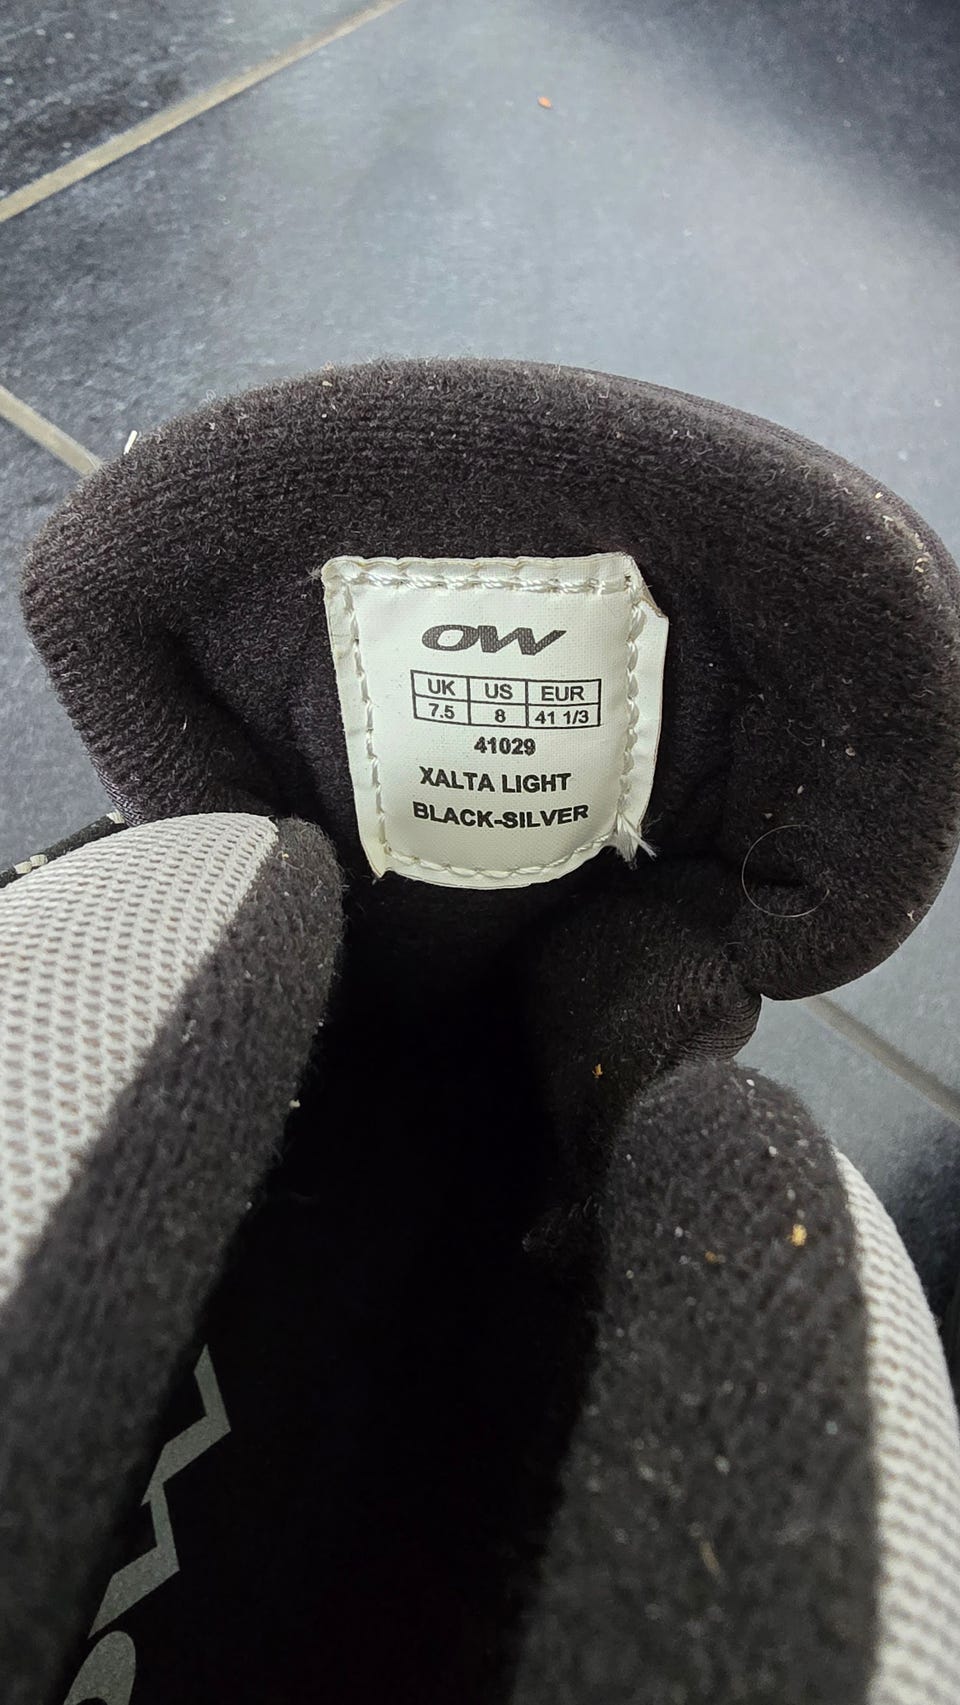 OW
UK US EUR
7.5 8 41 1/3
41029
XALTA LIGHT
BLACK-SILVER